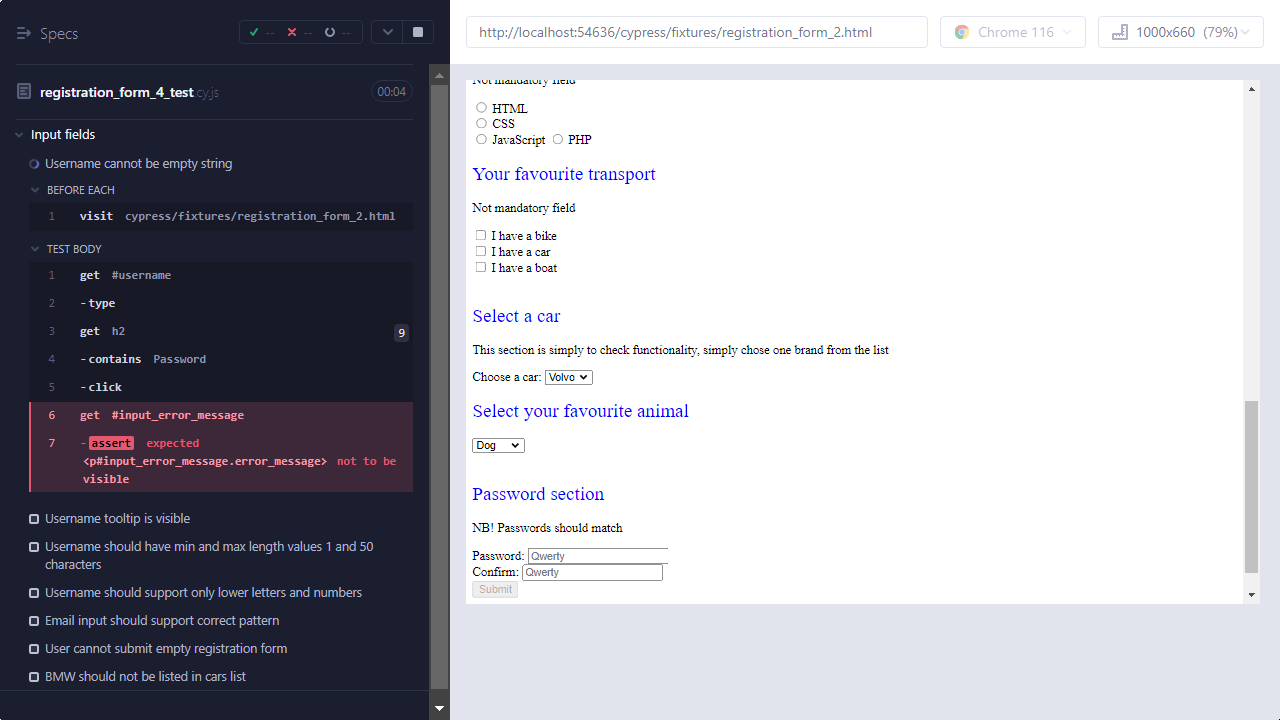 Specs
-- -- --
registration_form_4_test.cy.js 00:04
Input fields
Username cannot be empty string
BEFORE EACH
1 visit cypress/fixtures/registration_form_2.html
TEST BODY
1 get #username
2 -type
3 get h2 9
4 -contains Password
5 -click
6 get #input_error_message
7 -assert expected
<p#input_error_message.error_message> not to be
visible
Username tooltip is visible
Username should have min and max length values 1 and 50
characters
Username should support only lower letters and numbers
Email input should support correct pattern
User cannot submit empty registration form
BMW should not be listed in cars list
http://localhost:54636/cypress/fixtures/registration_form_2.html
Chrome 116
1000x660 (79%)
Not mandatory field
HTML
CSS
JavaScript PHP
Your favourite transport
Not mandatory field
I have a bike
I have a car
I have a boat
Select a car
This section is simply to check functionality, simply chose one brand from the list
Choose a car: Volvo
Select your favourite animal
Dog
Password section
NB! Passwords should match
Password: Qwerty
Confirm: Qwerty
Submit